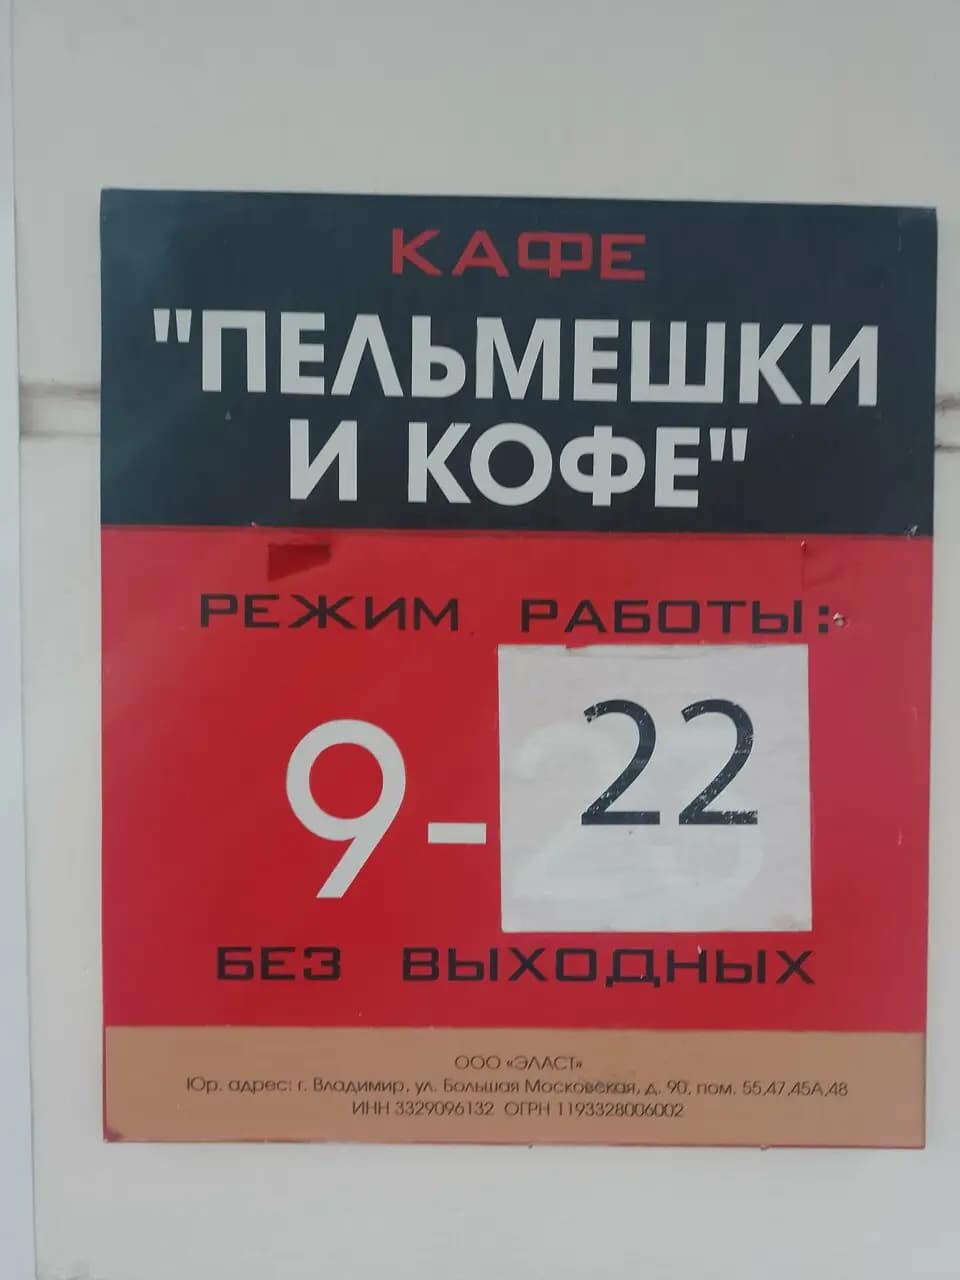 КАФЕ
"ПЕЛЬМЕШКИ
И КОФЕ"
РЕЖИМ РАБОТЫ:
9-22
БЕЗ ВЫХОДНЫХ
ООО «ЭЛАСТ»
Юр. адрес: г. Владимир, ул. Большая Московская, д. 90, пом. 55,47,45А,48
ИНН 3329096132 ОГРН 1193328006002